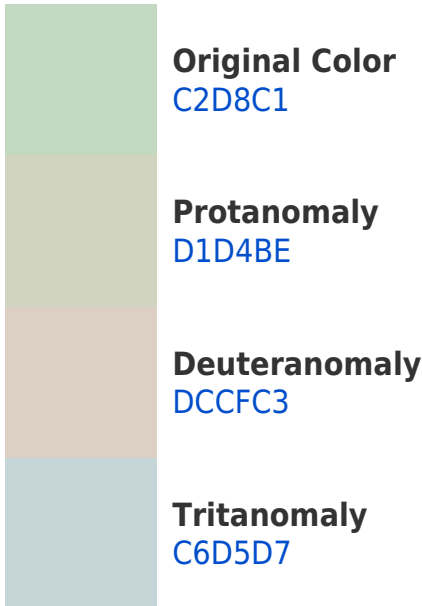 Original Color
C2D8C1
Protanomaly
D1D4BE
Deuteranomaly
DCCFC3
Tritanomaly
C6D5D7